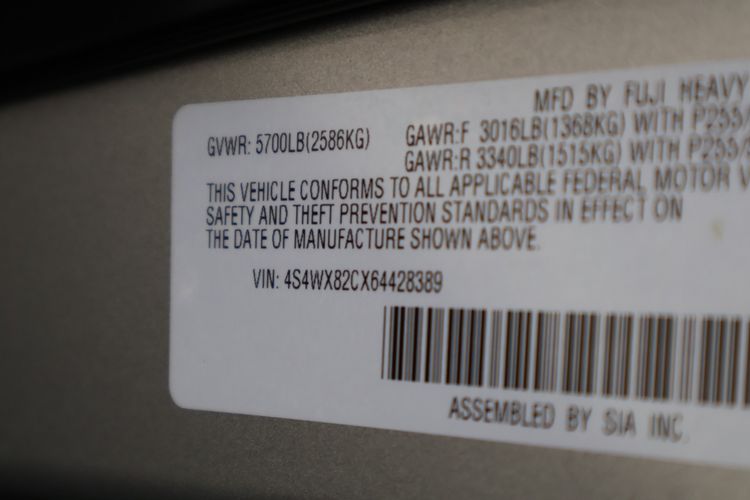 MFD BY FUJI HEAVY
GVWR: 5700LB(2586KG) GAWR:F 3016LB(1368KG) WITH P255/
GAWR:R 3340LB(1515KG) WITH P255/
THIS VEHICLE CONFORMS TO ALL APPLICABLE FEDERAL MOTOR V
SAFETY AND THEFT PREVENTION STANDARDS IN EFFECT ON
THE DATE OF MANUFACTURE SHOWN ABOVE.
VIN: 4S4WX82CX64428389
ASSEMBLED BY SIA INC.